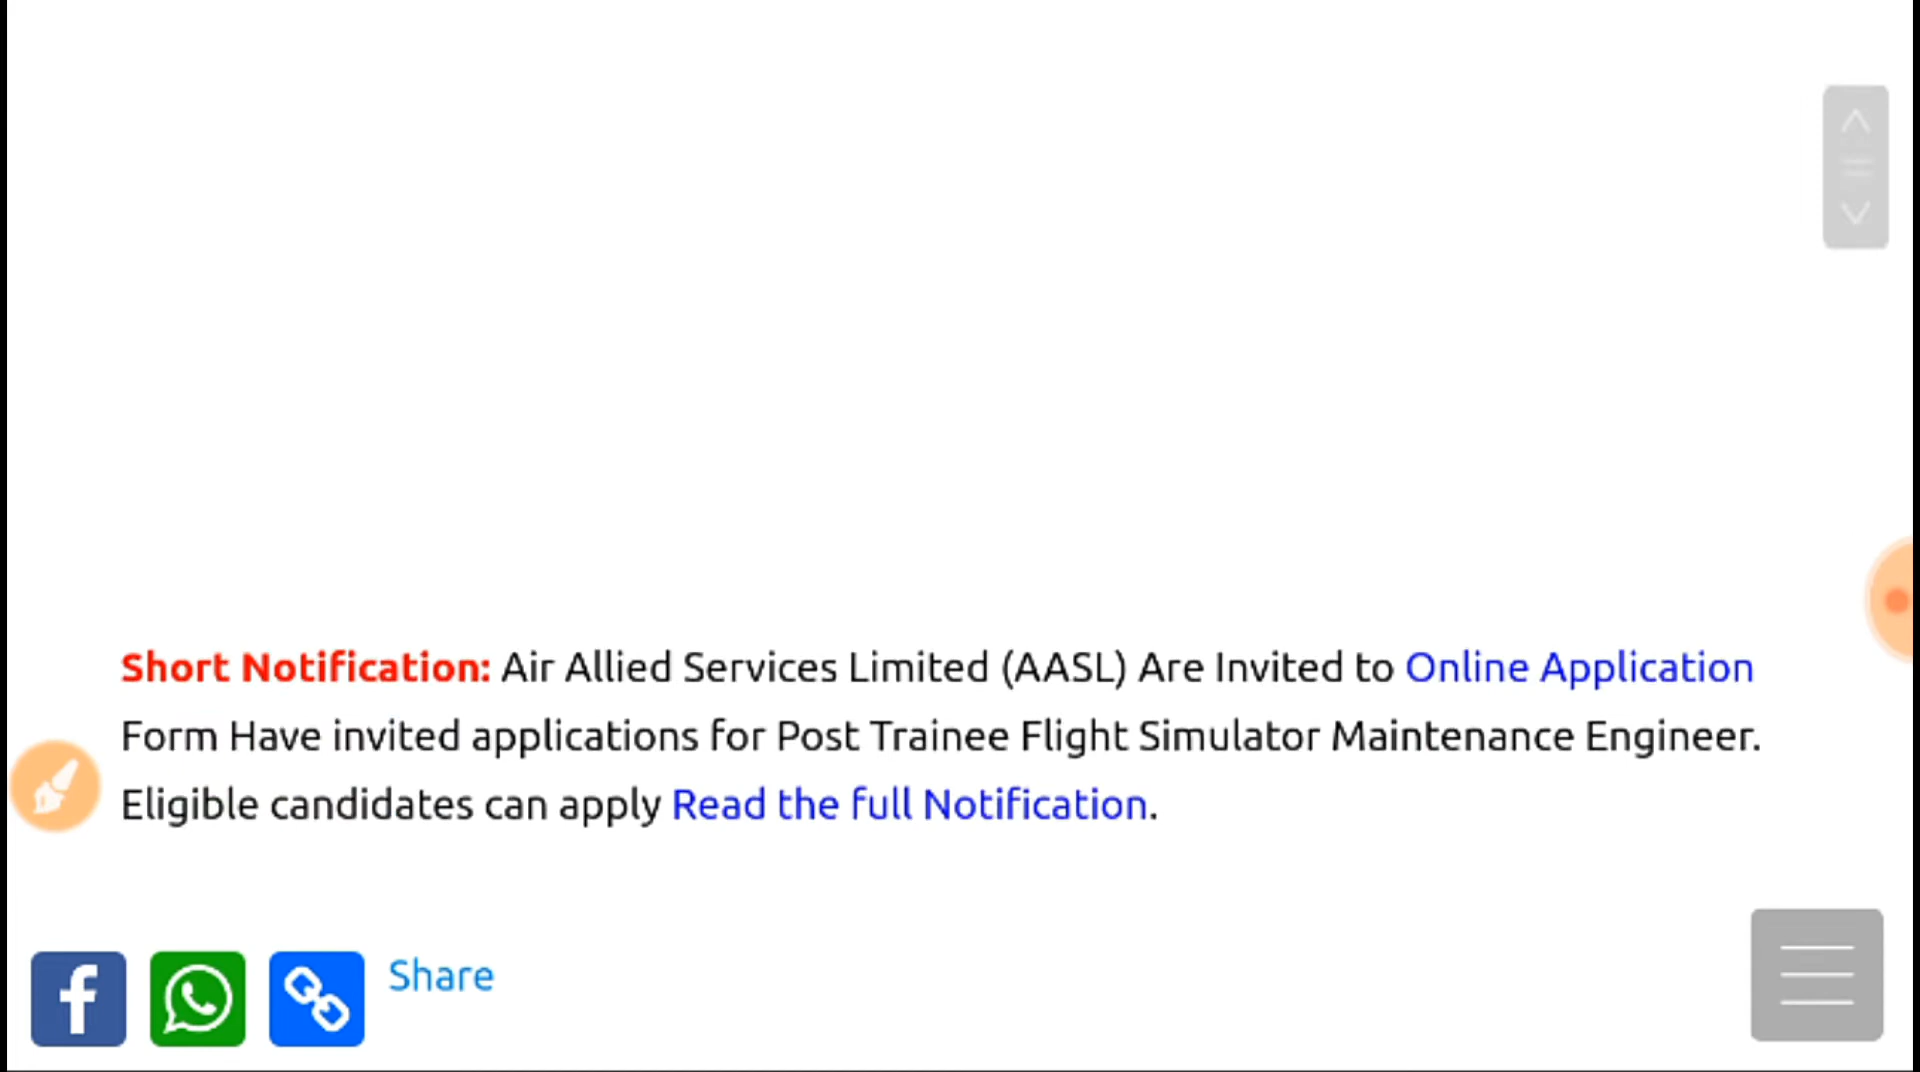 Short Notification: Air Allied Services Limited (AASL) Are Invited to Online Application
Form Have invited applications for Post Trainee Flight Simulator Maintenance Engineer.
Eligible candidates can apply Read the full Notification.
Share